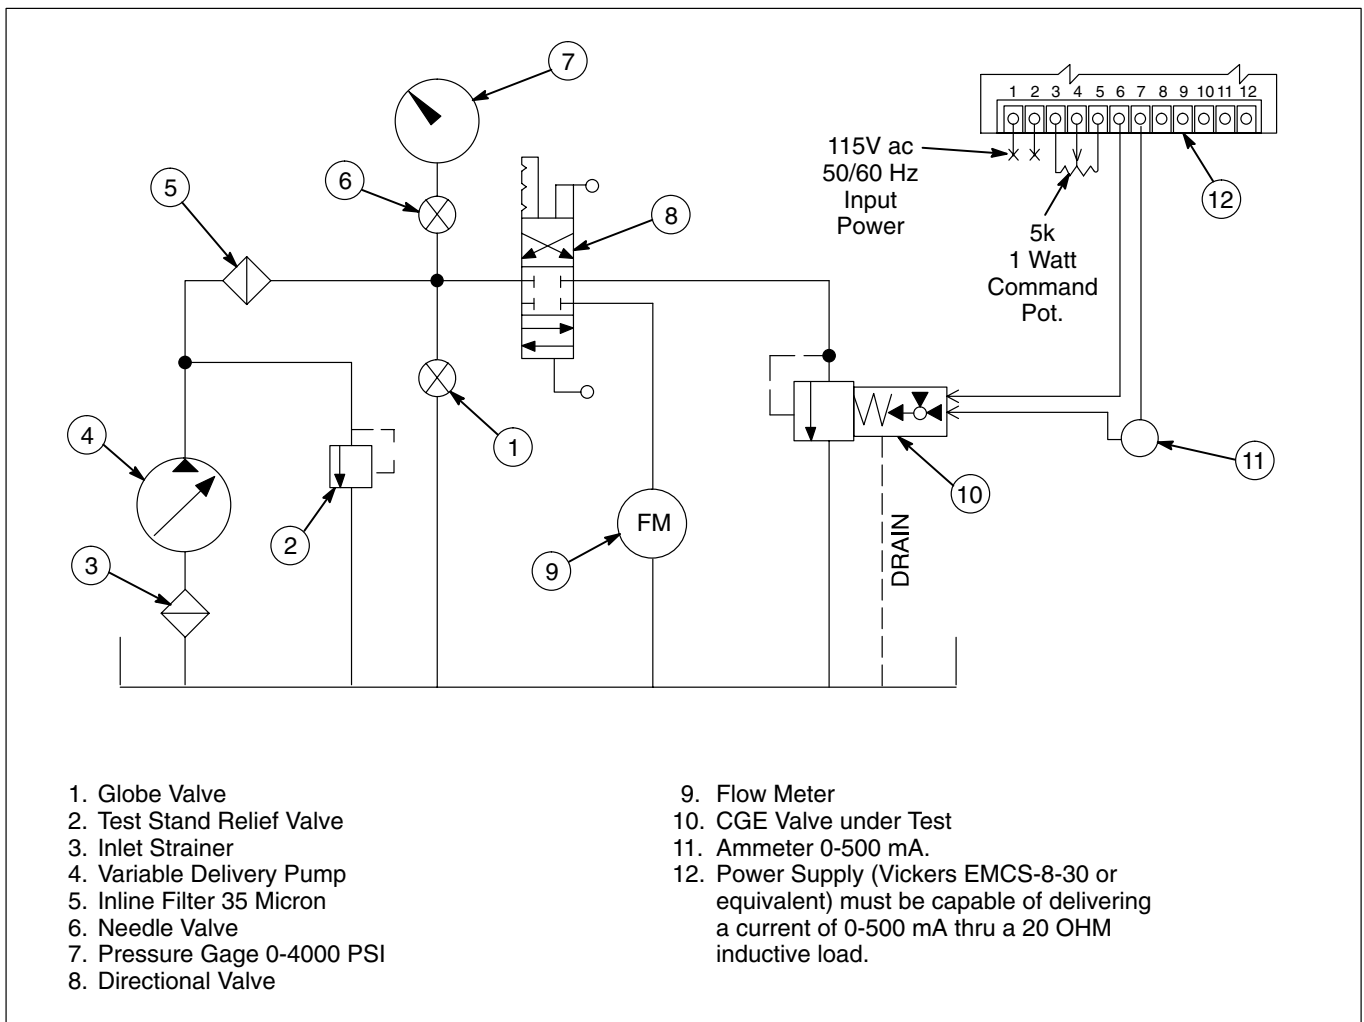 7
1 2 3 4 5 6 7 8 9 10 11 12
115V ac
50/60 Hz
Input
Power
12
5k
1 Watt
Command
Pot.
6
5
8
4
1
2
3
FM
9
10
11
DRAIN
1. Globe Valve
2. Test Stand Relief Valve
3. Inlet Strainer
4. Variable Delivery Pump
5. Inline Filter 35 Micron
6. Needle Valve
7. Pressure Gage 0-4000 PSI
8. Directional Valve
9. Flow Meter
10. CGE Valve under Test
11. Ammeter 0-500 mA.
12. Power Supply (Vickers EMCS-8-30 or
equivalent) must be capable of delivering
a current of 0-500 mA thru a 20 OHM
inductive load.